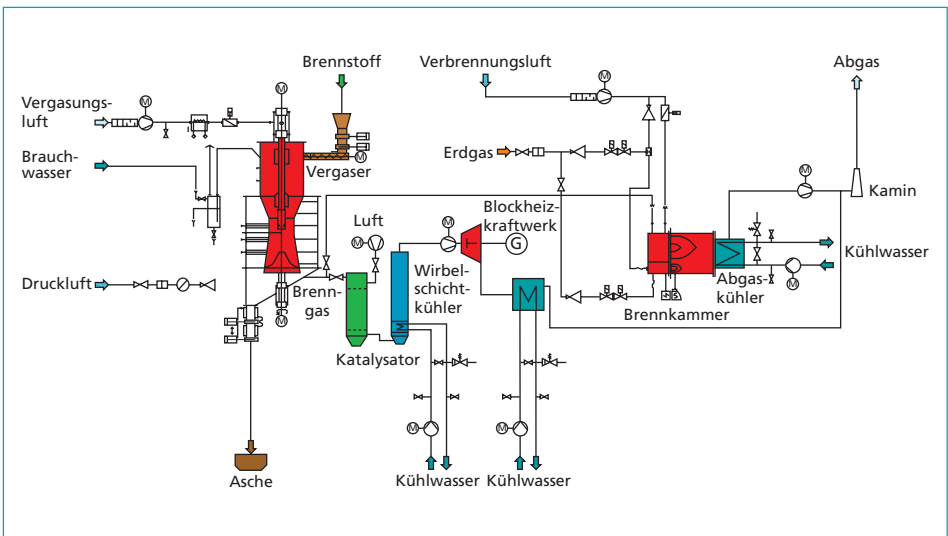 Brennstoff
Verbrennungsluft
Abgas
M
M
M
Vergasungs-
luft
Brauch-
wasser
Erdgas
M
Vergaser
M
Kamin
Luft
Blockheiz-
kraftwerk
M
M
T
G
Kühlwasser
Druckluft
Brenn-
gas
Wirbel-
schicht-
kühler
Abgas-
kühler
M
Brennkammer
M
M
Katalysator
M
M
Asche
Kühlwasser
Kühlwasser